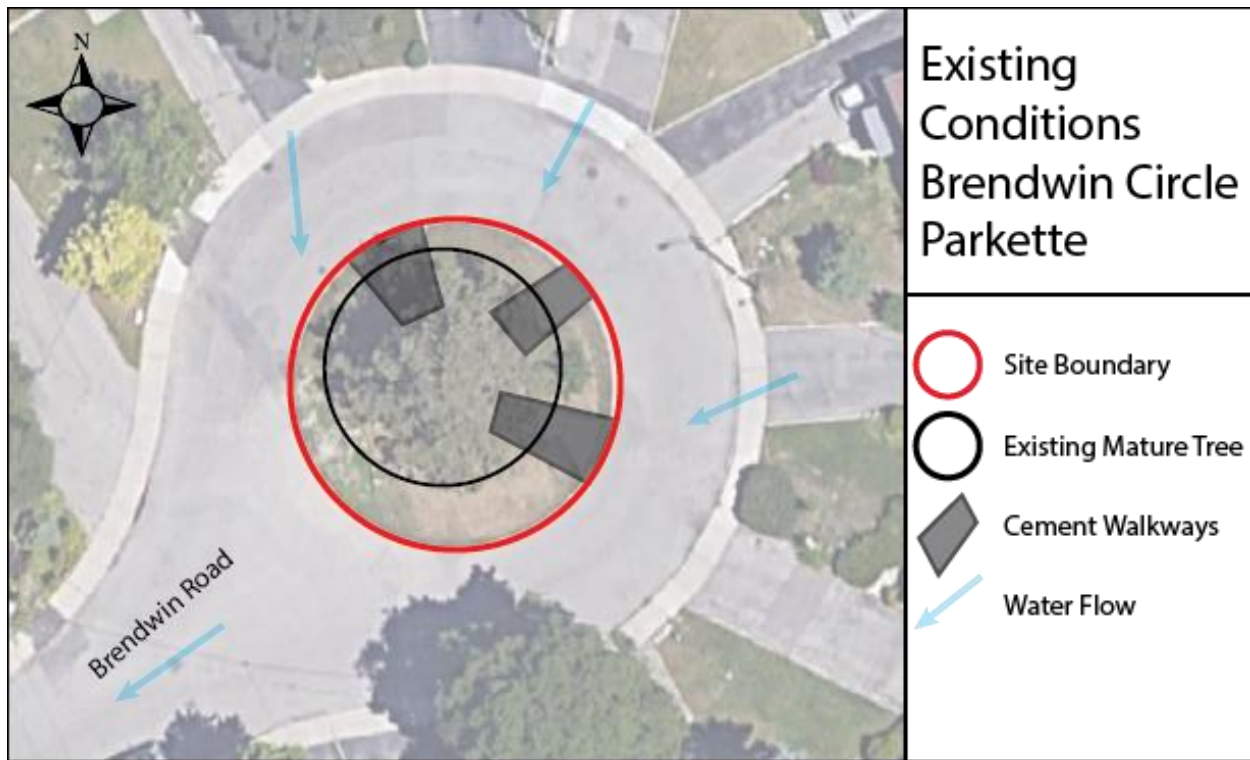 N
Existing
Conditions
Brendwin Circle
Parkette
Site Boundary
Existing Mature Tree
Cement Walkways
Water Flow
Brendwin Road